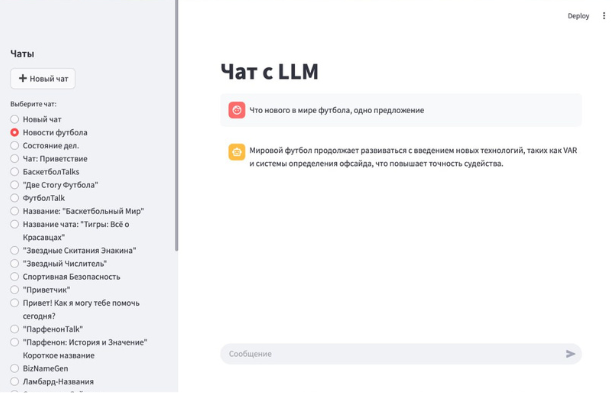 Deploy
Чаты
Новый чат
Выберите чат:
Новый чат
Новости футбола
Состояние дел.
Чат: Приветствие
БаскетболTalks
"Две Стогу Футбола"
ФутболTalk
Название: "Баскетбольный Мир"
Название чата: "Тигры: Всё о
Красавцах"
"Звездные Скитания Энакина"
"Звездный Числитель"
Спортивная Безопасность
"Приветчик"
Привет! Как я могу тебе помочь
сегодня?
"ПарфенонTalk"
"Парфенон: История и Значение"
Короткое название
BizNameGen
Ламбард-Названия
Чат с LLM
Что нового в мире футбола, одно предложение
Мировой футбол продолжает развиваться с введением новых технологий, таких как VAR
и системы определения офсайда, что повышает точность судейства.
Сообщение